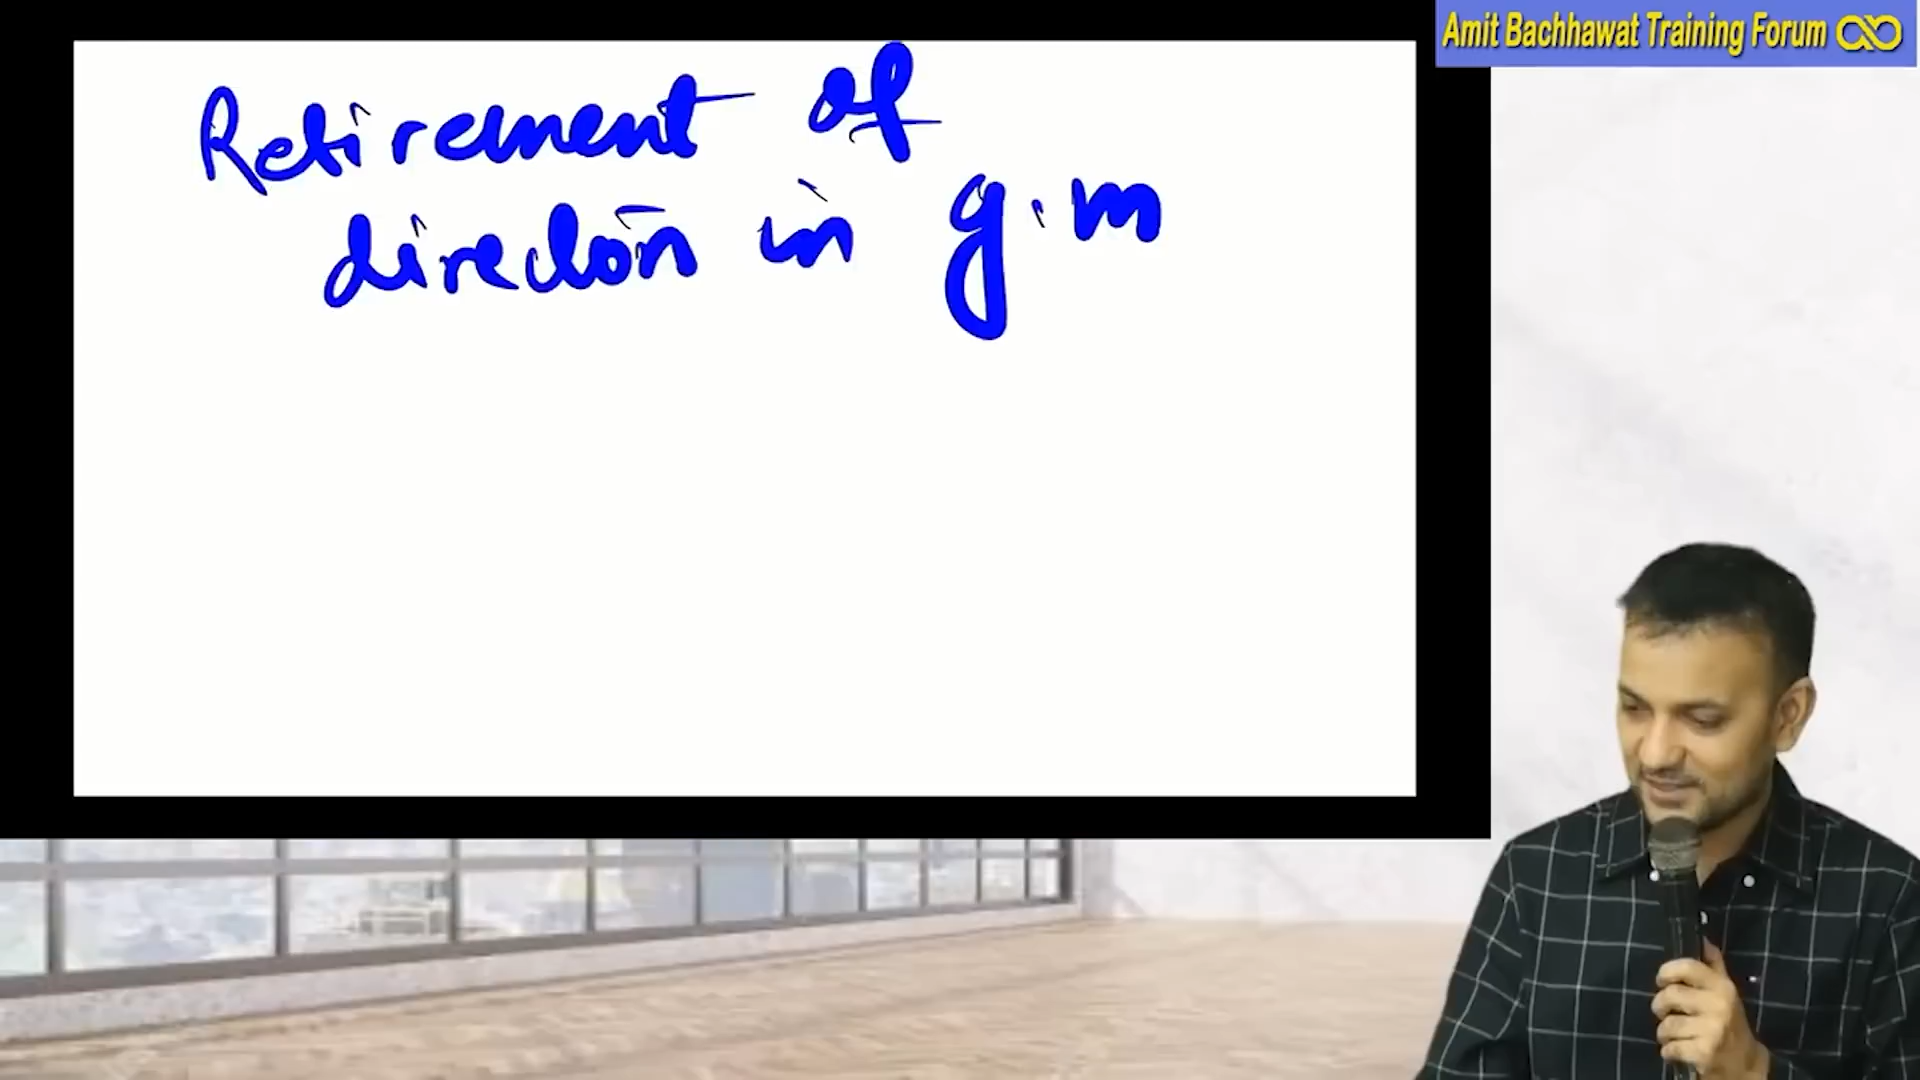 Amit Bachhawat Training Forum
Retirement of
director in g.m